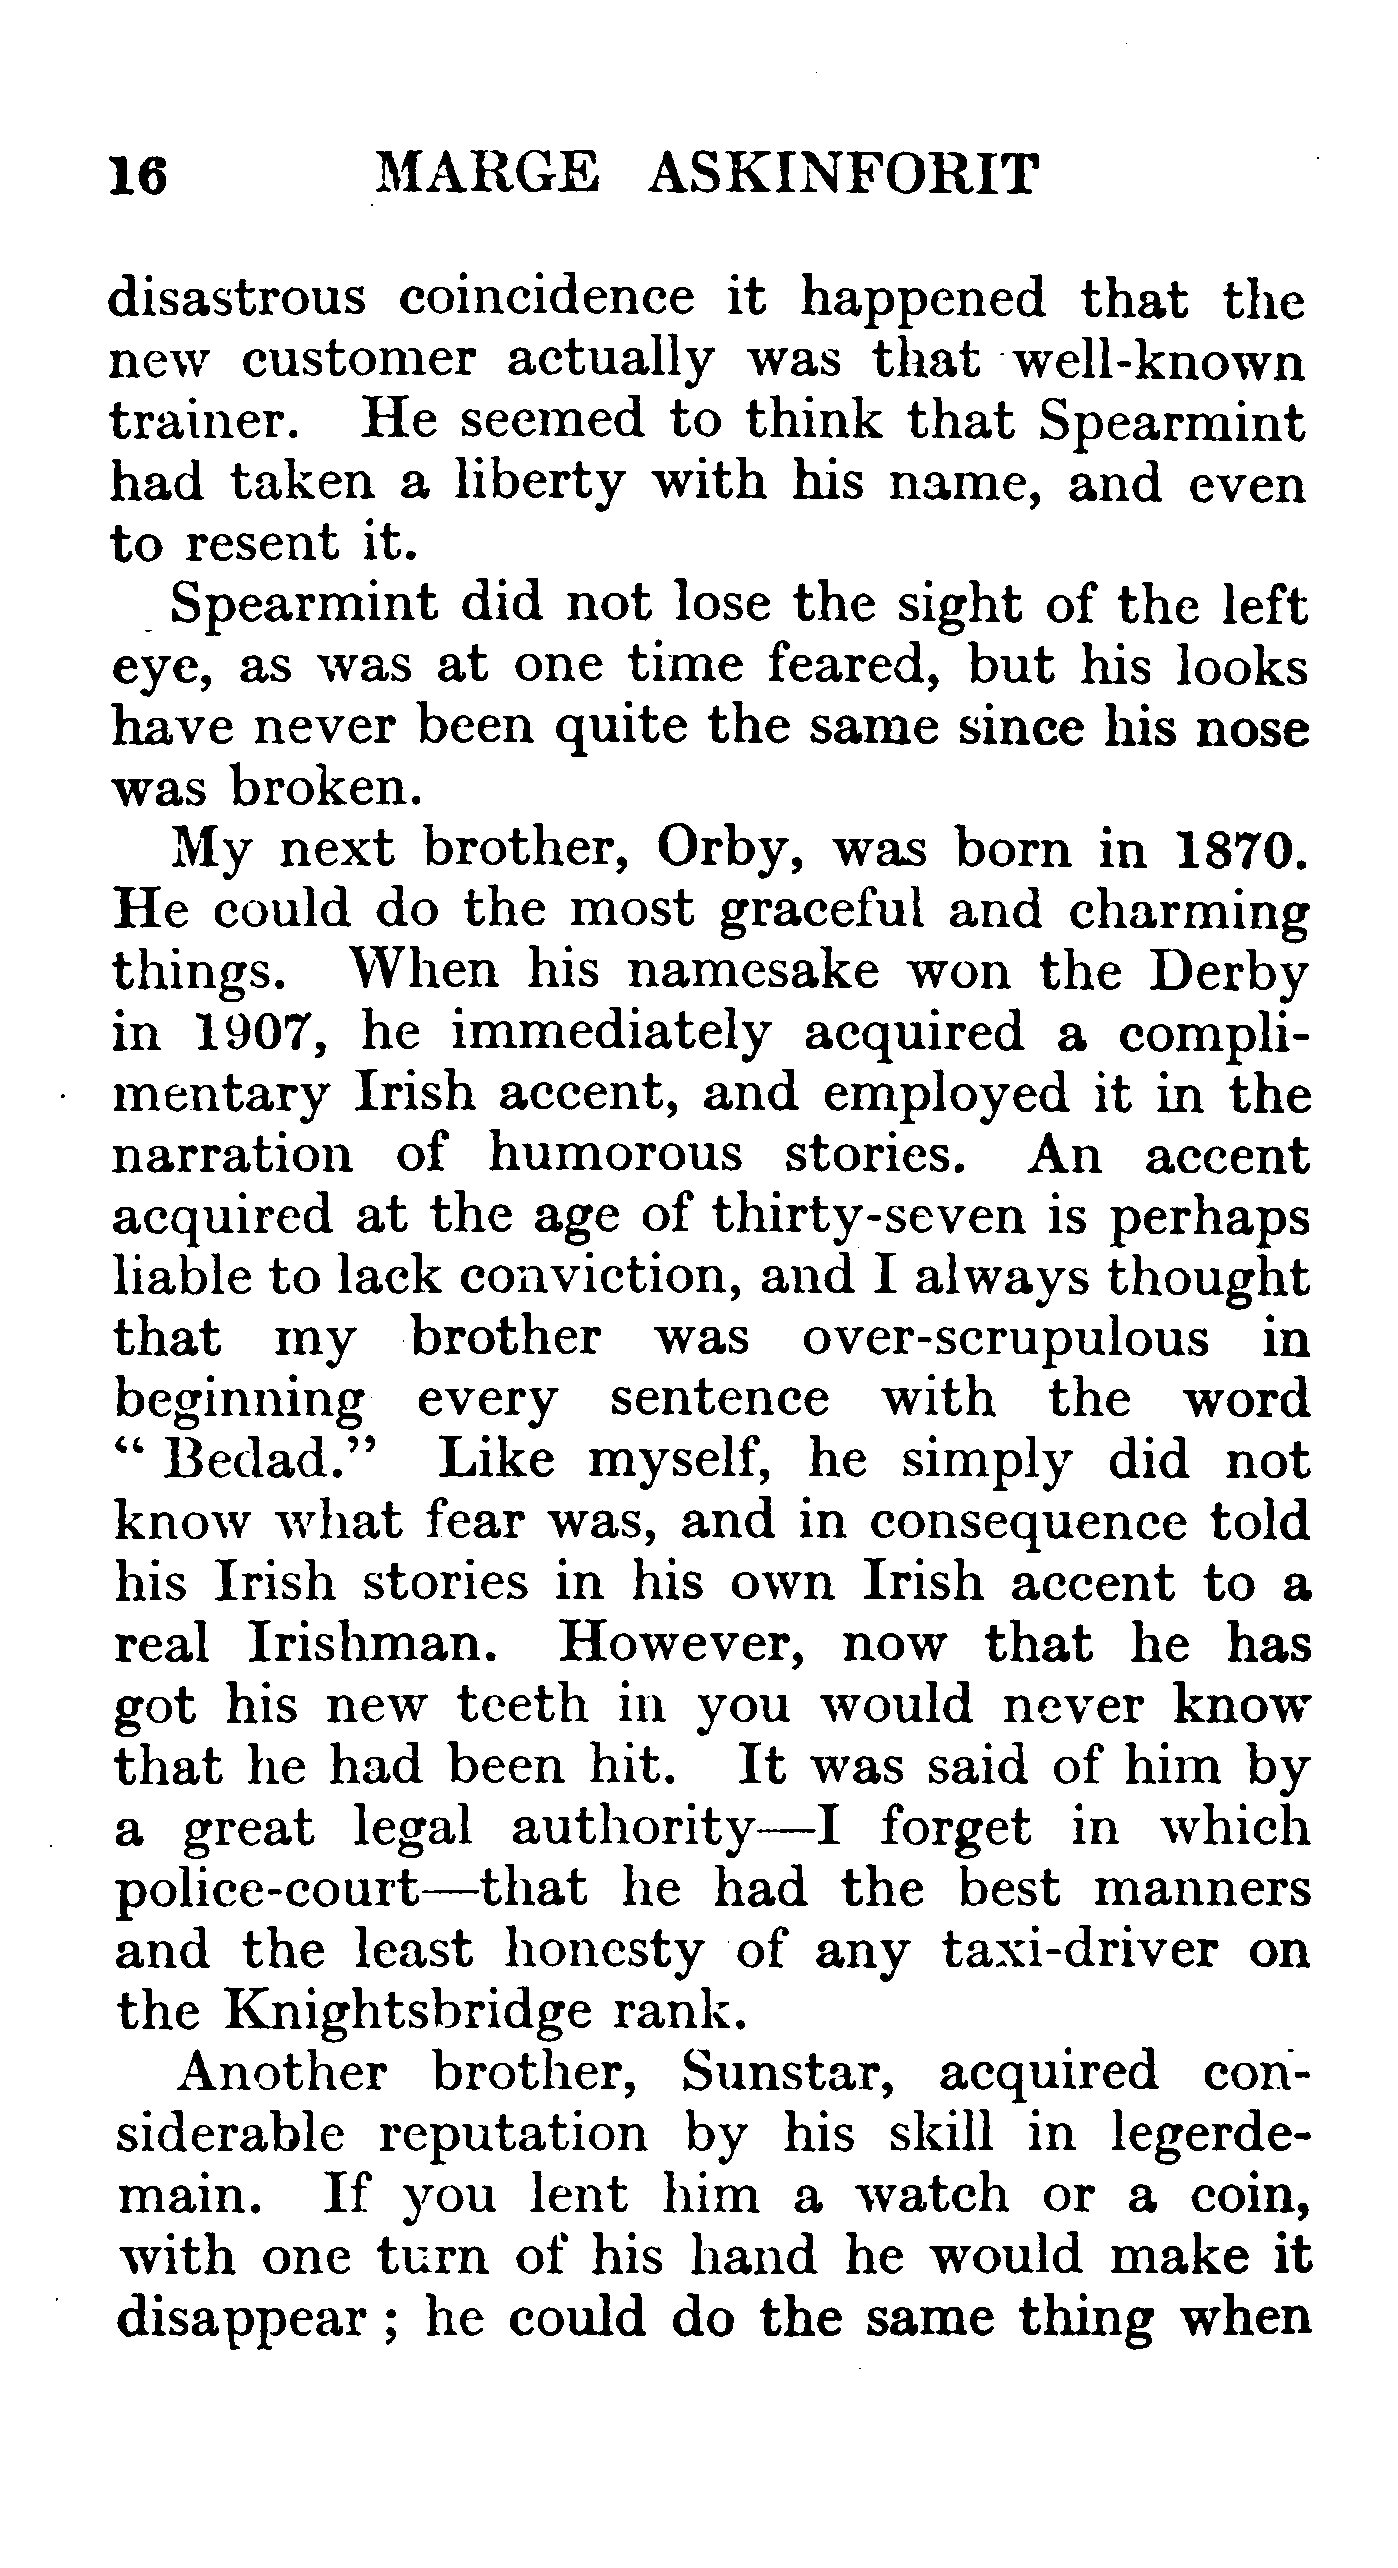 16 MARGE ASKINFORIT
disastrous coincidence it happened that the
new customer actually was that well-known
trainer. He seemed to think that Spearmint
had taken a liberty with his name, and even
to resent it.
Spearmint did not lose the sight of the left
eye, as was at one time feared, but his looks
have never been quite the same since his nose
was broken.
My next brother, Orby, was born in 1870.
He could do the most graceful and charming
things. When his namesake won the Derby
in 1907, he immediately acquired a compli-
mentary Irish accent, and employed it in the
narration of humorous stories. An accent
acquired at the age of thirty-seven is perhaps
liable to lack conviction, and I always thought
that my brother was over-scrupulous in
beginning every sentence with the word
“ Bedad.” Like myself, he simply did not
know what fear was, and in consequence told
his Irish stories in his own Irish accent to a
real Irishman. However, now that he has
got his new teeth in you would never know
that he had been hit. It was said of him by
a great legal authority—I forget in which
police-court—that he had the best manners
and the least honesty of any taxi-driver on
the Knightsbridge rank.
Another brother, Sunstar, acquired con-
siderable reputation by his skill in legerde-
main. If you lent him a watch or a coin,
with one turn of his hand he would make it
disappear ; he could do the same thing when